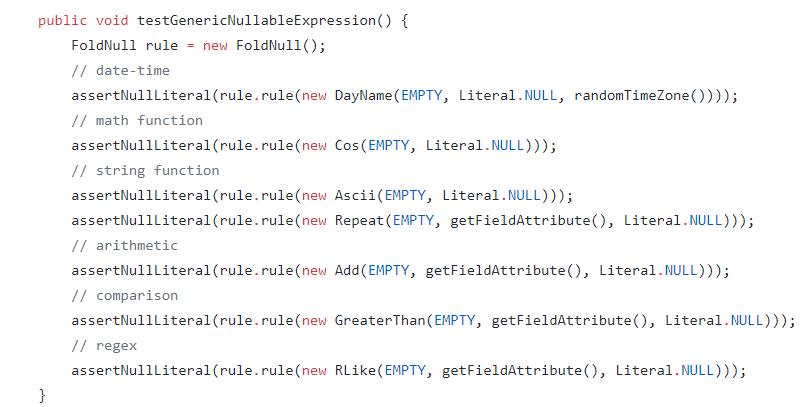 public void testGenericNullableExpression() {
    FoldNull rule = new FoldNull();
    // date-time
    assertNullLiteral(rule.rule(new DayName(EMPTY, Literal.NULL, randomTimeZone())));
    // math function
    assertNullLiteral(rule.rule(new Cos(EMPTY, Literal.NULL)));
    // string function
    assertNullLiteral(rule.rule(new Ascii(EMPTY, Literal.NULL)));
    assertNullLiteral(rule.rule(new Repeat(EMPTY, getFieldAttribute(), Literal.NULL)));
    // arithmetic
    assertNullLiteral(rule.rule(new Add(EMPTY, getFieldAttribute(), Literal.NULL)));
    // comparison
    assertNullLiteral(rule.rule(new GreaterThan(EMPTY, getFieldAttribute(), Literal.NULL)));
    // regex
    assertNullLiteral(rule.rule(new RLike(EMPTY, getFieldAttribute(), Literal.NULL)));
}